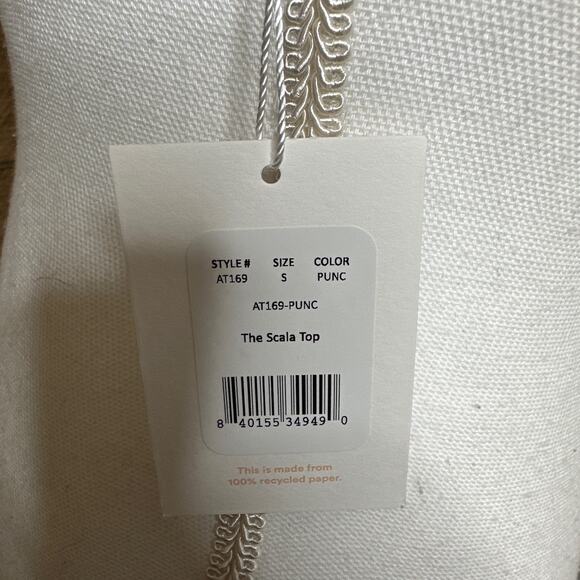 STYLE # SIZE COLOR
AT169 S PUNC
AT169-PUNC
The Scala Top
8 40155 34949 0
This is made from
100% recycled paper.